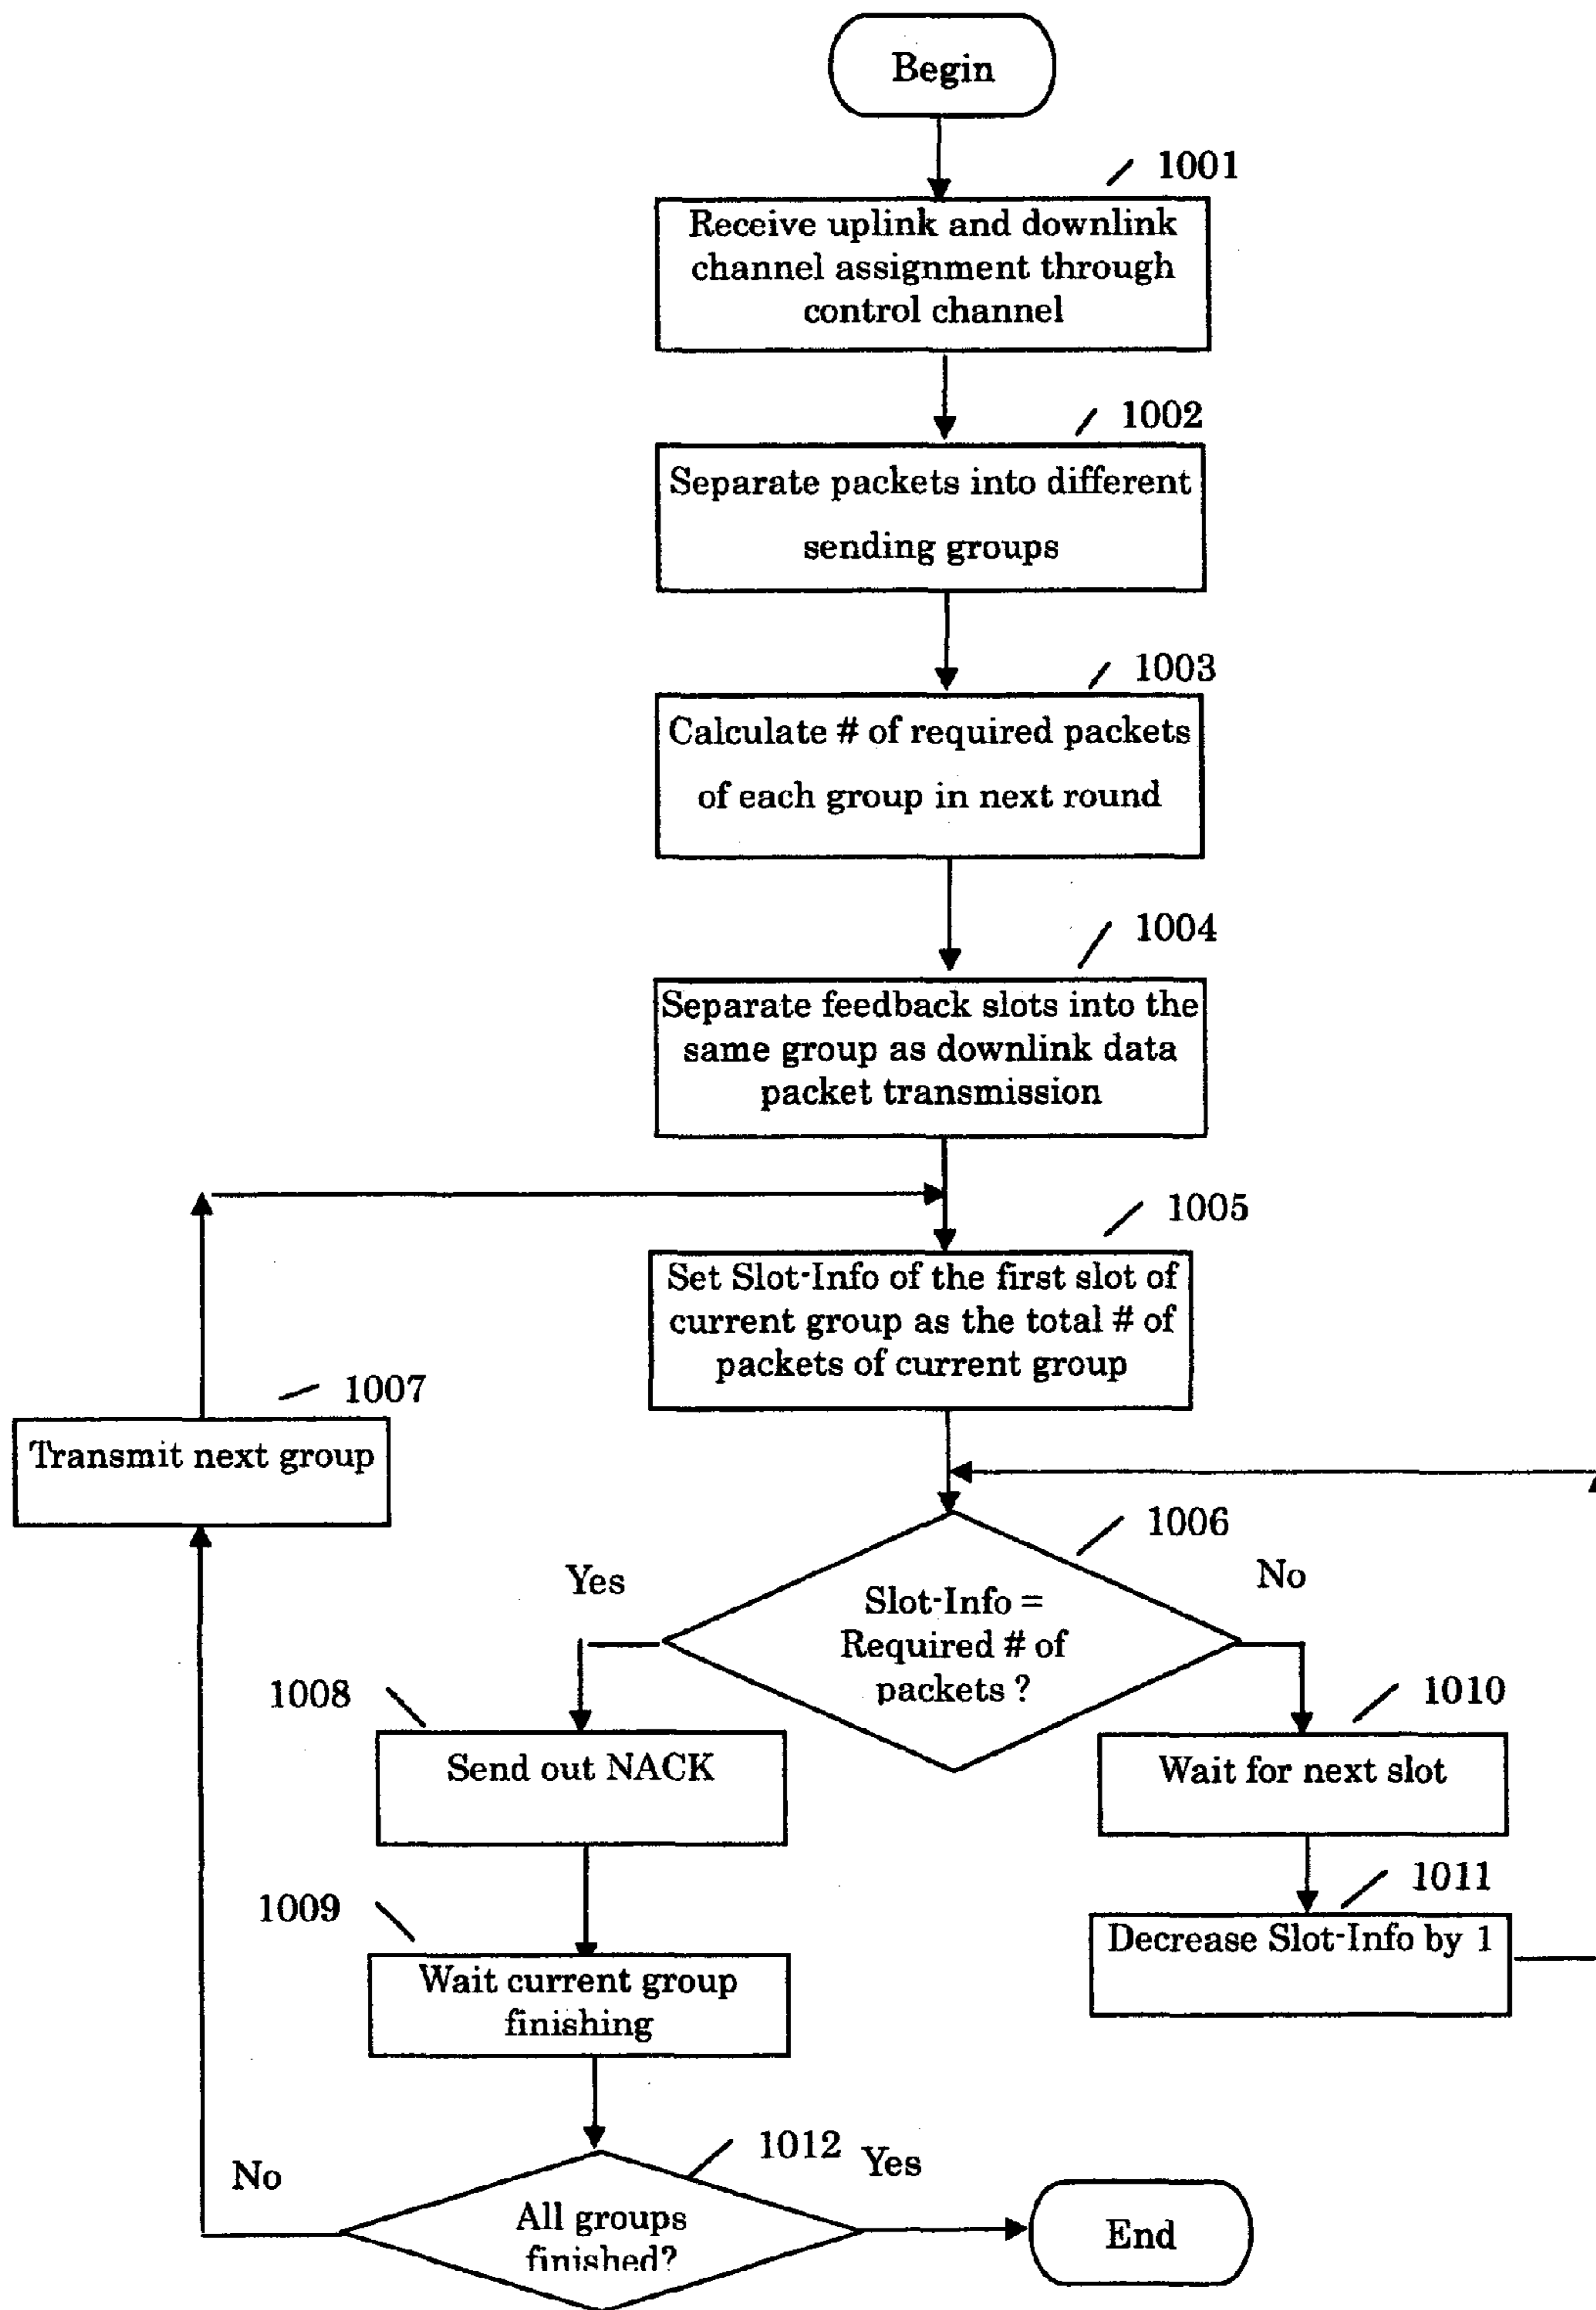 Begin
1001
Receive uplink and downlink
channel assignment through
control channel
1002
Separate packets into different
sending groups
1003
Calculate # of required packets
of each group in next round
1004
Separate feedback slots into the
same group as downlink data
packet transmission
1005
Set Slot-Info of the first slot of
current group as the total # of
packets of current group
1007
Transmit next group
1006
Yes
No
Slot-Info =
Required # of
packets ?
1008
Send out NACK
1010
Wait for next slot
1009
Wait current group
finishing
1011
Decrease Slot-Info by 1
1012
No
Yes
All groups
finished?
End